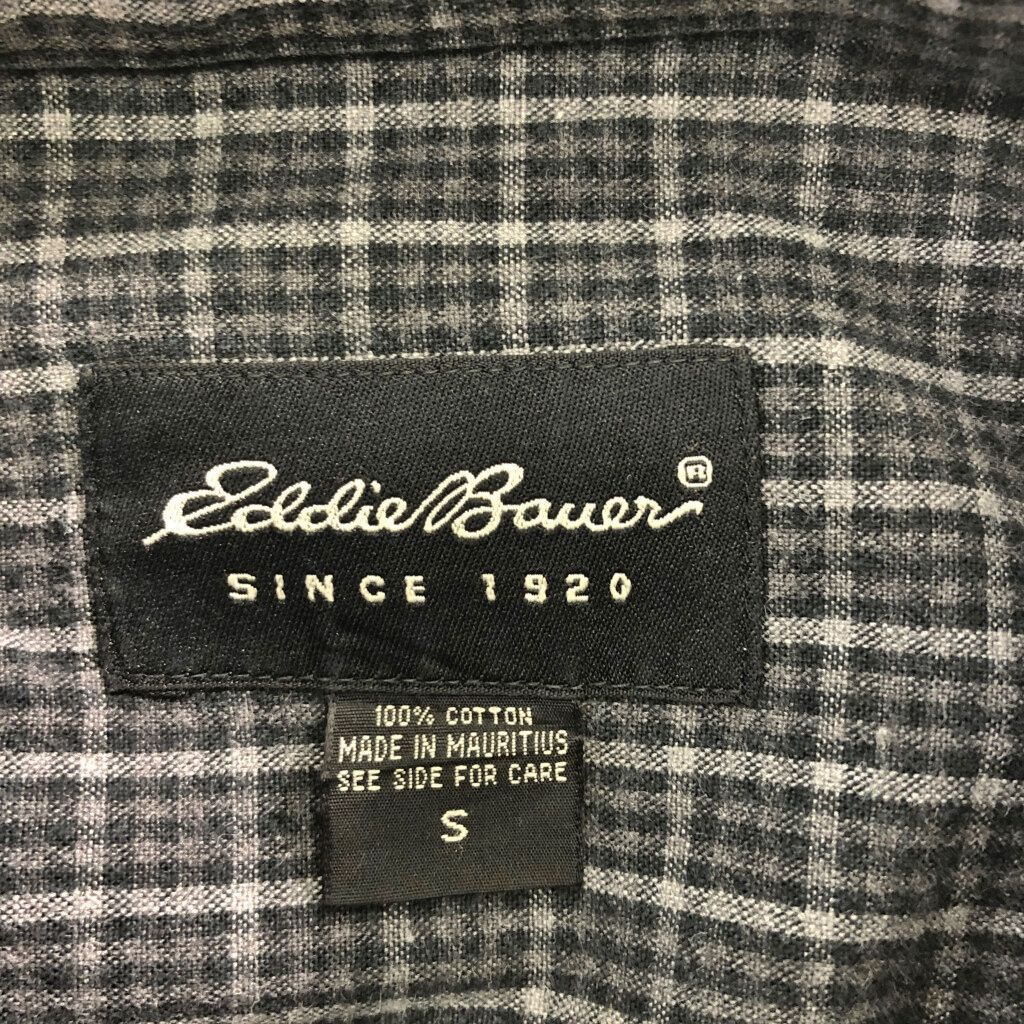 Eddie Bauer®
SINCE 1920
100% COTTON
MADE IN MAURITIUS
SEE SIDE FOR CARE
S